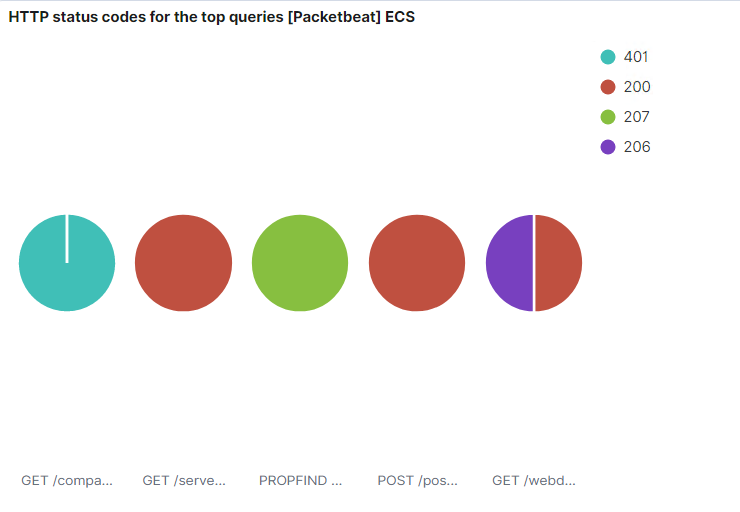 HTTP status codes for the top queries [Packetbeat] ECS
401
200
207
206
GET /compa...
GET /serve...
PROPFIND ...
POST /pos...
GET /webd...